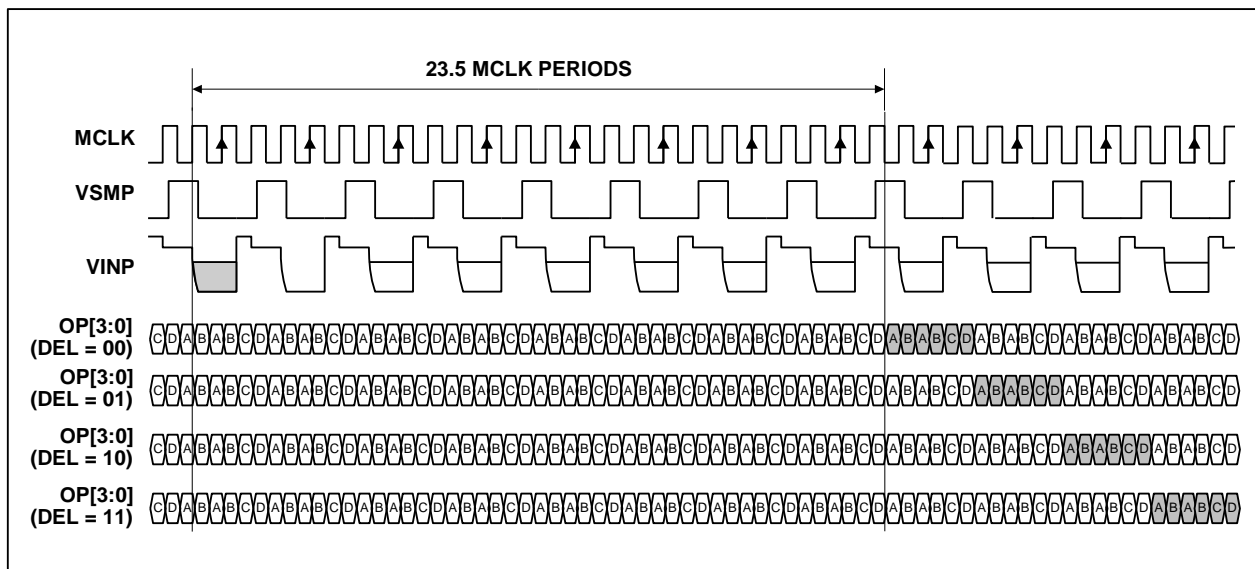 23.5 MCLK PERIODS
MCLK
VSMP
VINP
OP[3:0]
(DEL = 00)
C D A B A B C D A B A B C D A B A B C D A B A B C D A B A B C D A B A B C D A B A B C D A B A B C D A B A B C D A B A B C D A B A B C D A B A B C D
OP[3:0]
(DEL = 01)
C D A B A B C D A B A B C D A B A B C D A B A B C D A B A B C D A B A B C D A B A B C D A B A B C D A B A B C D A B A B C D A B A B C D A B A B C D
OP[3:0]
(DEL = 10)
C D A B A B C D A B A B C D A B A B C D A B A B C D A B A B C D A B A B C D A B A B C D A B A B C D A B A B C D A B A B C D A B A B C D A B A B C D
OP[3:0]
(DEL = 11)
C D A B A B C D A B A B C D A B A B C D A B A B C D A B A B C D A B A B C D A B A B C D A B A B C D A B A B C D A B A B C D A B A B C D A B A B C D